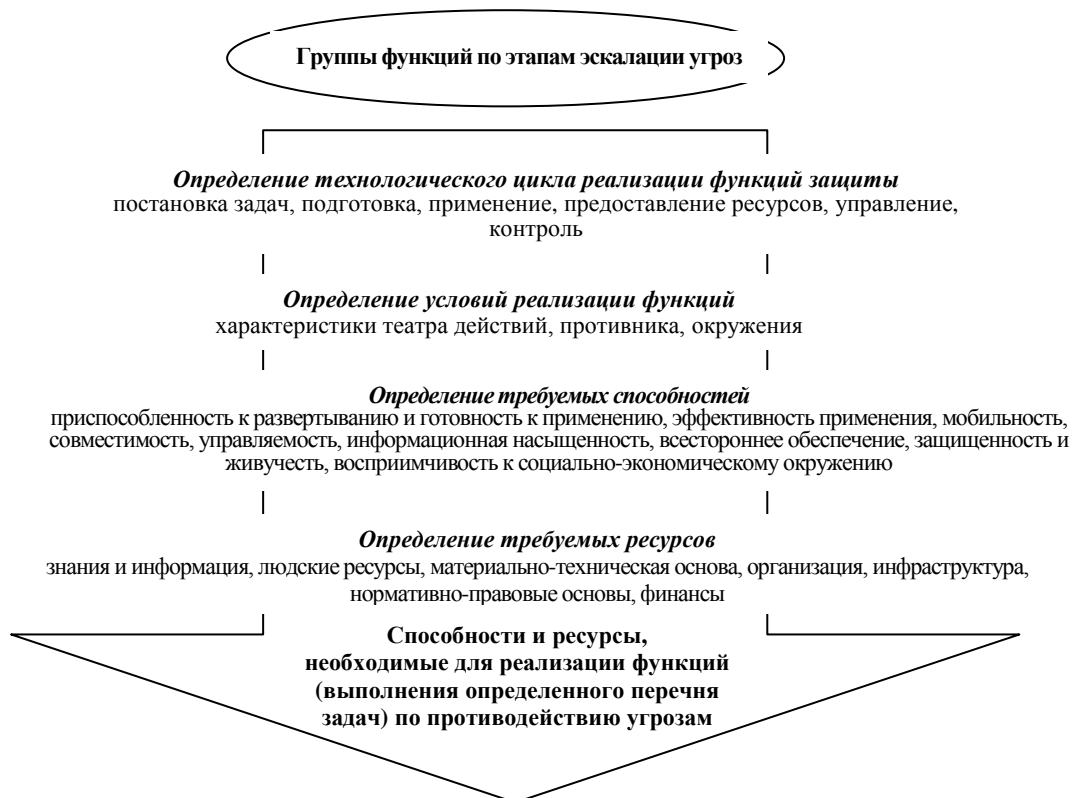 Группы функций по этапам эскалации угроз
Определение технологического цикла реализации функций защиты
постановка задач, подготовка, применение, предоставление ресурсов, управление,
контроль
Определение условий реализации функций
характеристики театра действий, противника, окружения
Определение требуемых способностей
приспособленность к развертыванию и готовность к применению, эффективность применения, мобильность,
совместимость, управляемость, информационная насыщенность, всестороннее обеспечение, защищенность и
живучесть, восприимчивость к социально-экономическому окружению
Определение требуемых ресурсов
знания и информация, людские ресурсы, материально-техническая основа, организация, инфраструктура,
нормативно-правовые основы, финансы
Способности и ресурсы,
необходимые для реализации функций
(выполнения определенного перечня
задач) по противодействию угрозам